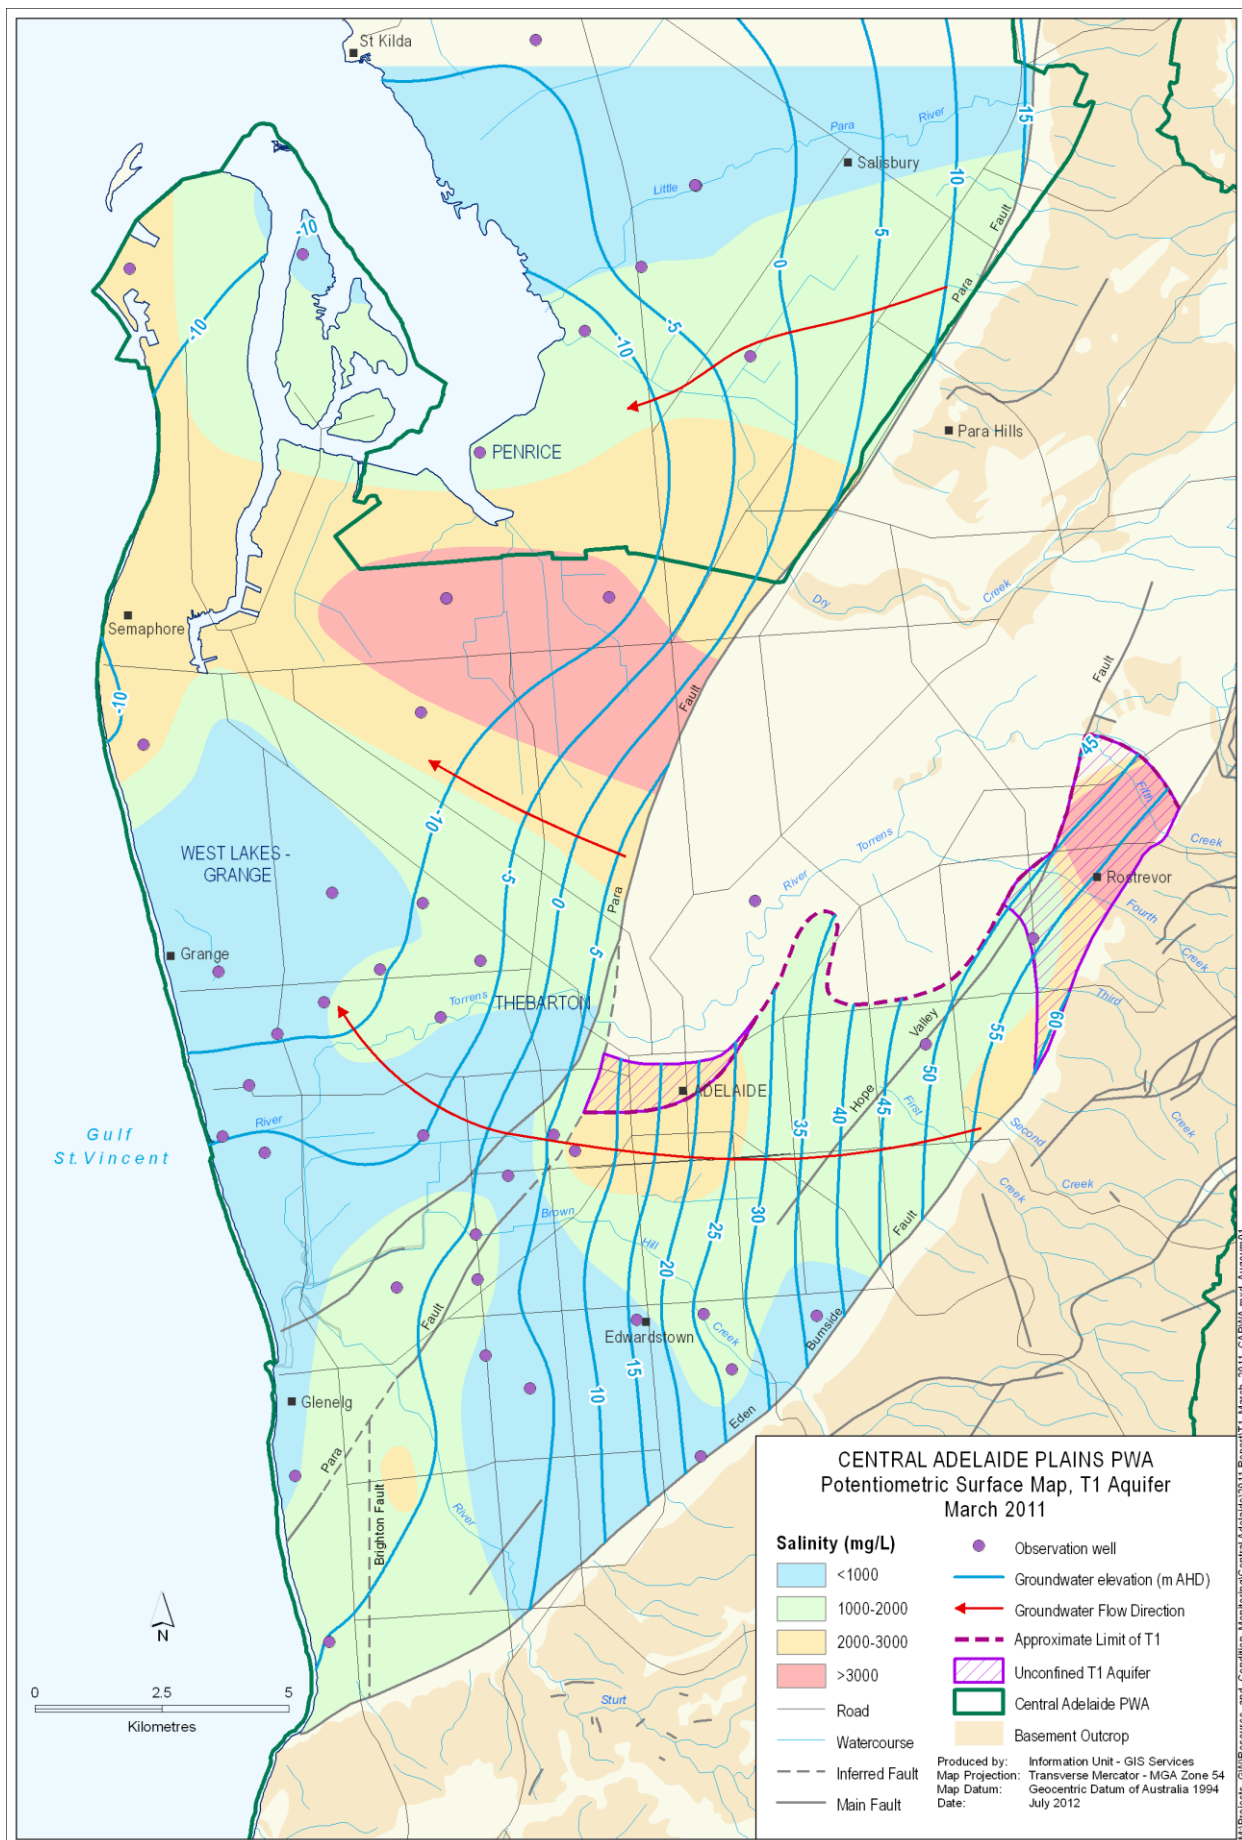 St Kilda
Para
River
15
Salisbury
Little
10
Fault
-10
5
0
Para
-10
-5
-10
Para Hills
PENRICE
Dry
Creek
Semaphore
Fault
-10
Fault
45
Fifth
Creek
-10
Torrens
WEST LAKES -
GRANGE
River
Rostrevor
-5
Para
0
Fourth
Creek
5
Grange
Torrens
THEBARTON
Third
Valley
60
55
ADELAIDE
Hope
50
45
40
35
First
Second
Creek
River
Gulf
St.Vincent
Creek
Creek
Brown
30
25
Hill
Fault
20
Fault
Creek
Burnside
Edwardstown
15
10
Glenelg
Eden
Para
River
Brighton Fault
Sturt
N
0
2.5
5
Kilometres
CENTRAL ADELAIDE PLAINS PWA
Potentiometric Surface Map, T1 Aquifer
March 2011
Salinity (mg/L)
<1000
1000-2000
2000-3000
>3000
Road
Watercourse
Inferred Fault
Main Fault
Observation well
Groundwater elevation (m AHD)
Groundwater Flow Direction
Approximate Limit of T1
Unconfined T1 Aquifer
Central Adelaide PWA
Basement Outcrop
Produced by: Information Unit - GIS Services
Map Projection: Transverse Mercator - MGA Zone 54
Map Datum: Geocentric Datum of Australia 1994
Date: July 2012